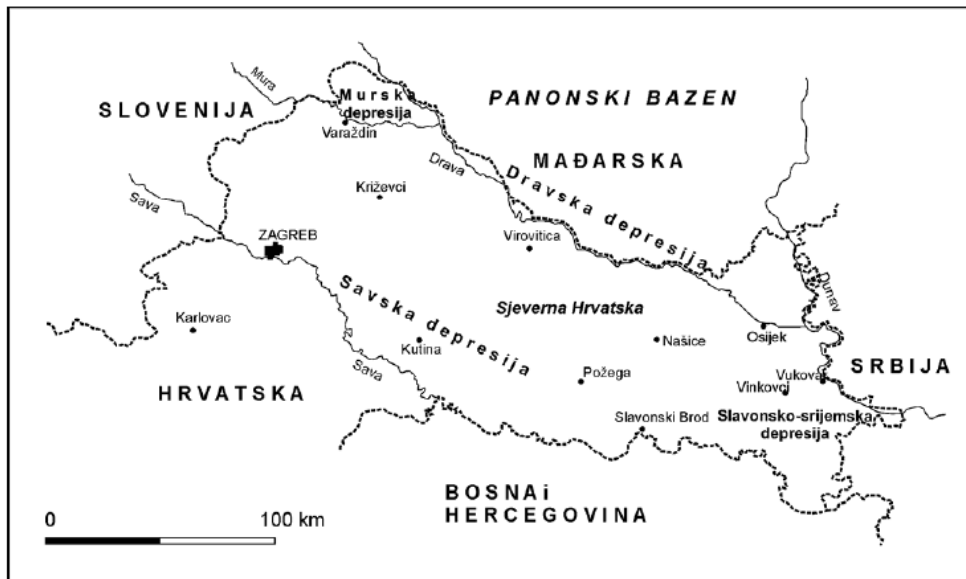 Mura
SLOVENIJA
Murska
depresija
Varaždin
PANONSKI BAZEN
MAĐARSKA
Drava
Dravska depresija
Križevci
Sava
ZAGREB
Virovitica
Dunav
Savska depresija
Sjeverna Hrvatska
Karlovac
Kutina
Našice
Osijek
SRBIJA
Sava
Požega
Vukovar
Vinkovci
HRVATSKA
Slavonski Brod
Slavonsko-srijemska
depresija
BOSNA i
HERCEGOVINA
0 100 km